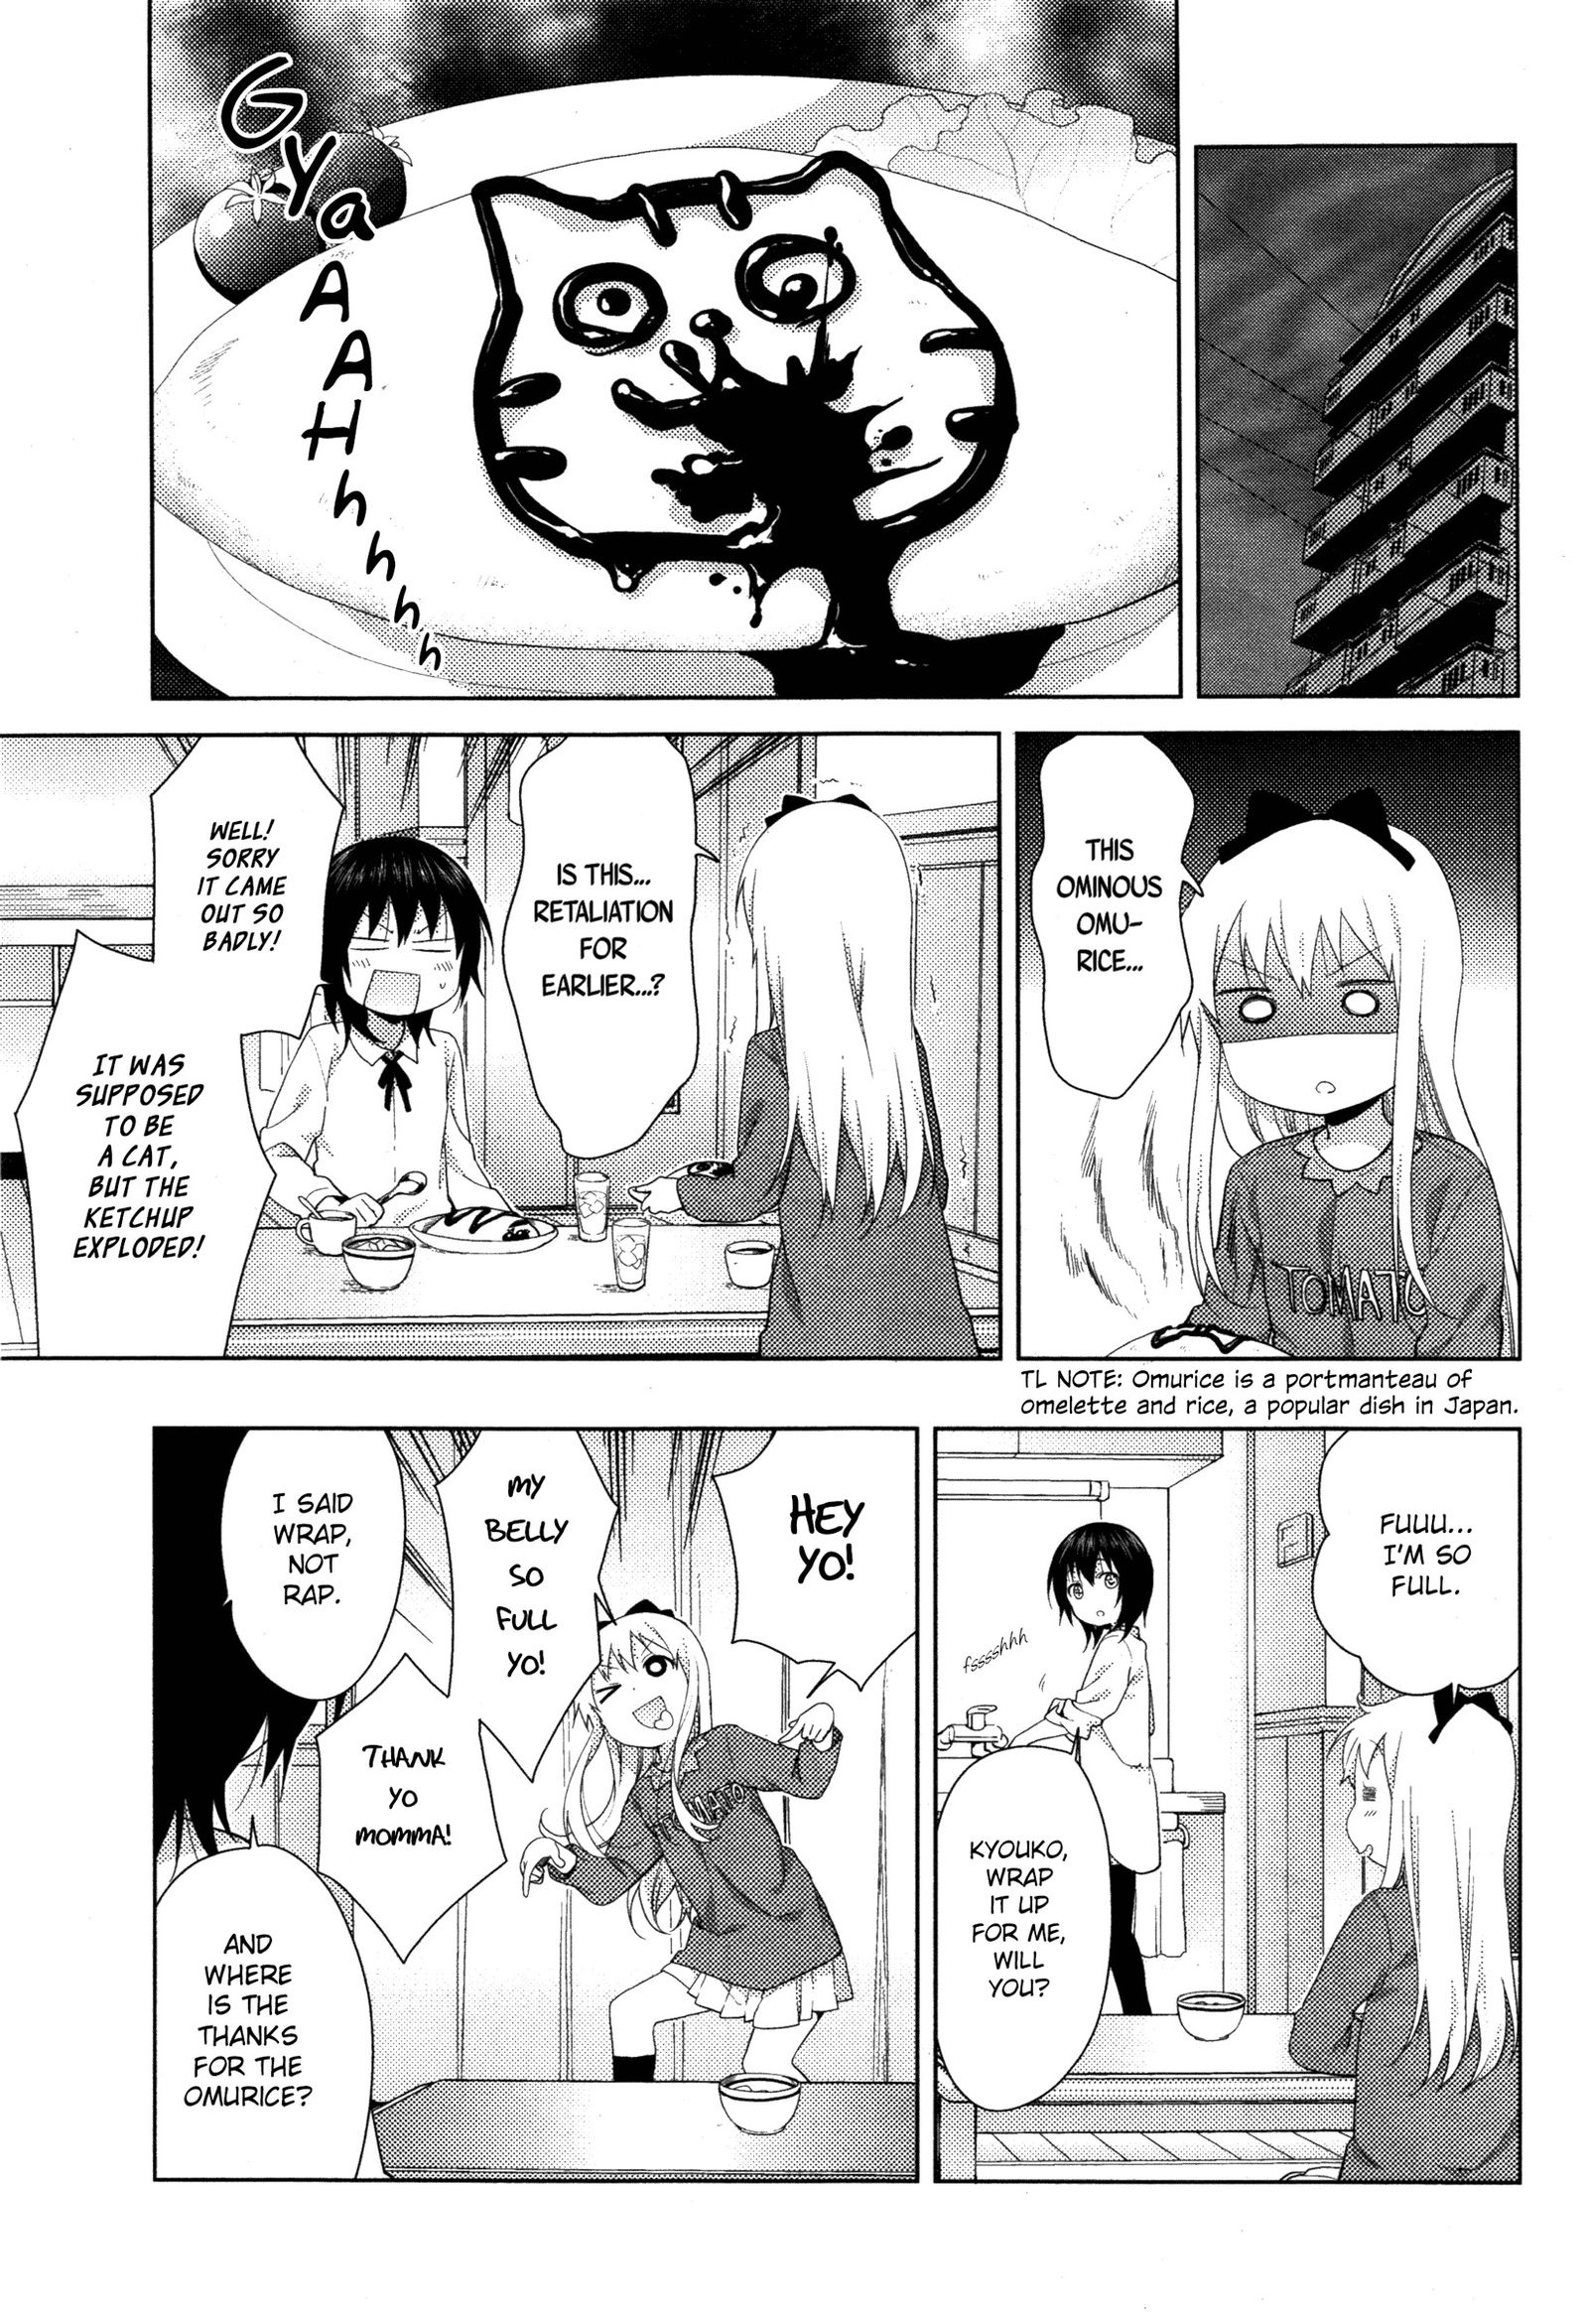 GyaAAHhhhh
THIS
OMINOUS
OMU-
RICE...
TOMATO
IS THIS...
RETALIATION
FOR
EARLIER...?
WELL!
SORRY
IT CAME
OUT SO
BADLY!
IT WAS
SUPPOSED
TO BE
A CAT,
BUT THE
KETCHUP
EXPLODED!
TL NOTE: Omurice is a portmanteau of
omelette and rice, a popular dish in Japan.
FUUU...
I'M SO
FULL.
fsssshhh
KYOUKO,
WRAP
IT UP
FOR ME,
WILL
YOU?
HEY
YO!
MY
BELLY
SO
FULL
YO!
THANK
YO
MOMMA!
TOMATO
I SAID
WRAP,
NOT
RAP.
AND
WHERE
IS THE
THANKS
FOR THE
OMURICE?